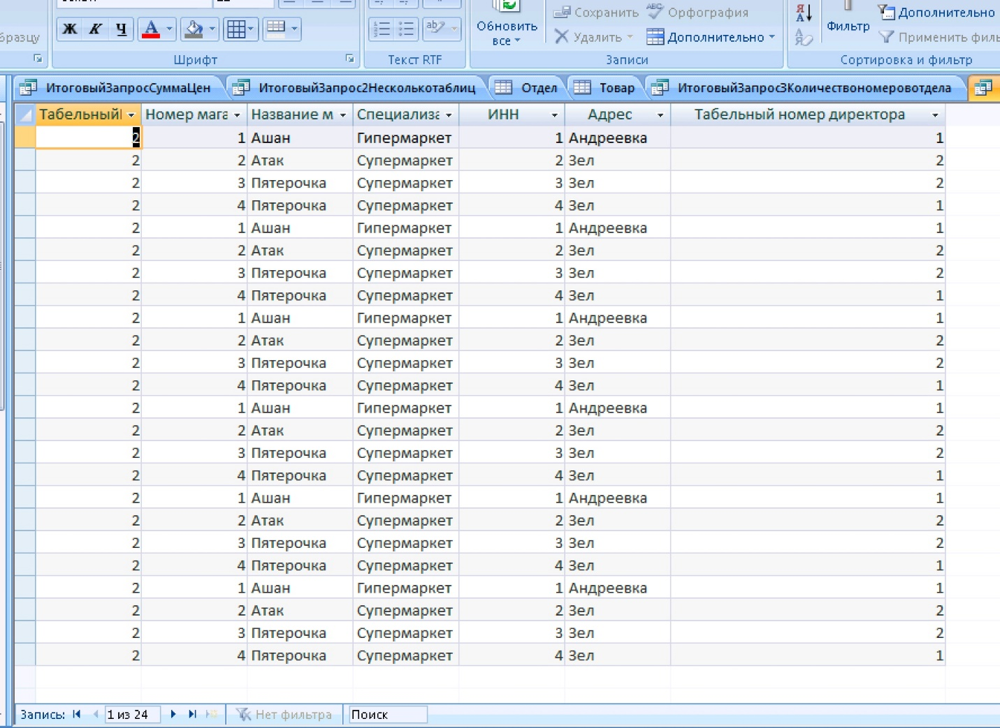 Ж К Ч А
Сохранить Орфография Дополнительно
Обновить все Удалить Дополнительно Фильтр
Шрифт Текст RTF Записи Сортировка и фильтр
ИтоговыйЗапросСуммаЦен ИтоговыйЗапрос2Несколькотаблиц Отдел Товар ИтоговыйЗапрос3Количествономеровотдела
Табельный Номер мага Название м Специализа ИНН Адрес Табельный номер директора
2 1 Ашан Гипермаркет 1 Андреевка 1
2 2 Атак Супермаркет 2 Зел 2
2 3 Пятерочка Супермаркет 3 Зел 2
2 4 Пятерочка Супермаркет 4 Зел 1
2 1 Ашан Гипермаркет 1 Андреевка 1
2 2 Атак Супермаркет 2 Зел 2
2 3 Пятерочка Супермаркет 3 Зел 2
2 4 Пятерочка Супермаркет 4 Зел 1
2 1 Ашан Гипермаркет 1 Андреевка 1
2 2 Атак Супермаркет 2 Зел 2
2 3 Пятерочка Супермаркет 3 Зел 2
2 4 Пятерочка Супермаркет 4 Зел 1
2 1 Ашан Гипермаркет 1 Андреевка 1
2 2 Атак Супермаркет 2 Зел 2
2 3 Пятерочка Супермаркет 3 Зел 2
2 4 Пятерочка Супермаркет 4 Зел 1
2 1 Ашан Гипермаркет 1 Андреевка 1
2 2 Атак Супермаркет 2 Зел 2
2 3 Пятерочка Супермаркет 3 Зел 2
2 4 Пятерочка Супермаркет 4 Зел 1
2 1 Ашан Гипермаркет 1 Андреевка 1
2 2 Атак Супермаркет 2 Зел 2
2 3 Пятерочка Супермаркет 3 Зел 2
2 4 Пятерочка Супермаркет 4 Зел 1
Запись: 1 из 24 Нет фильтра Поиск